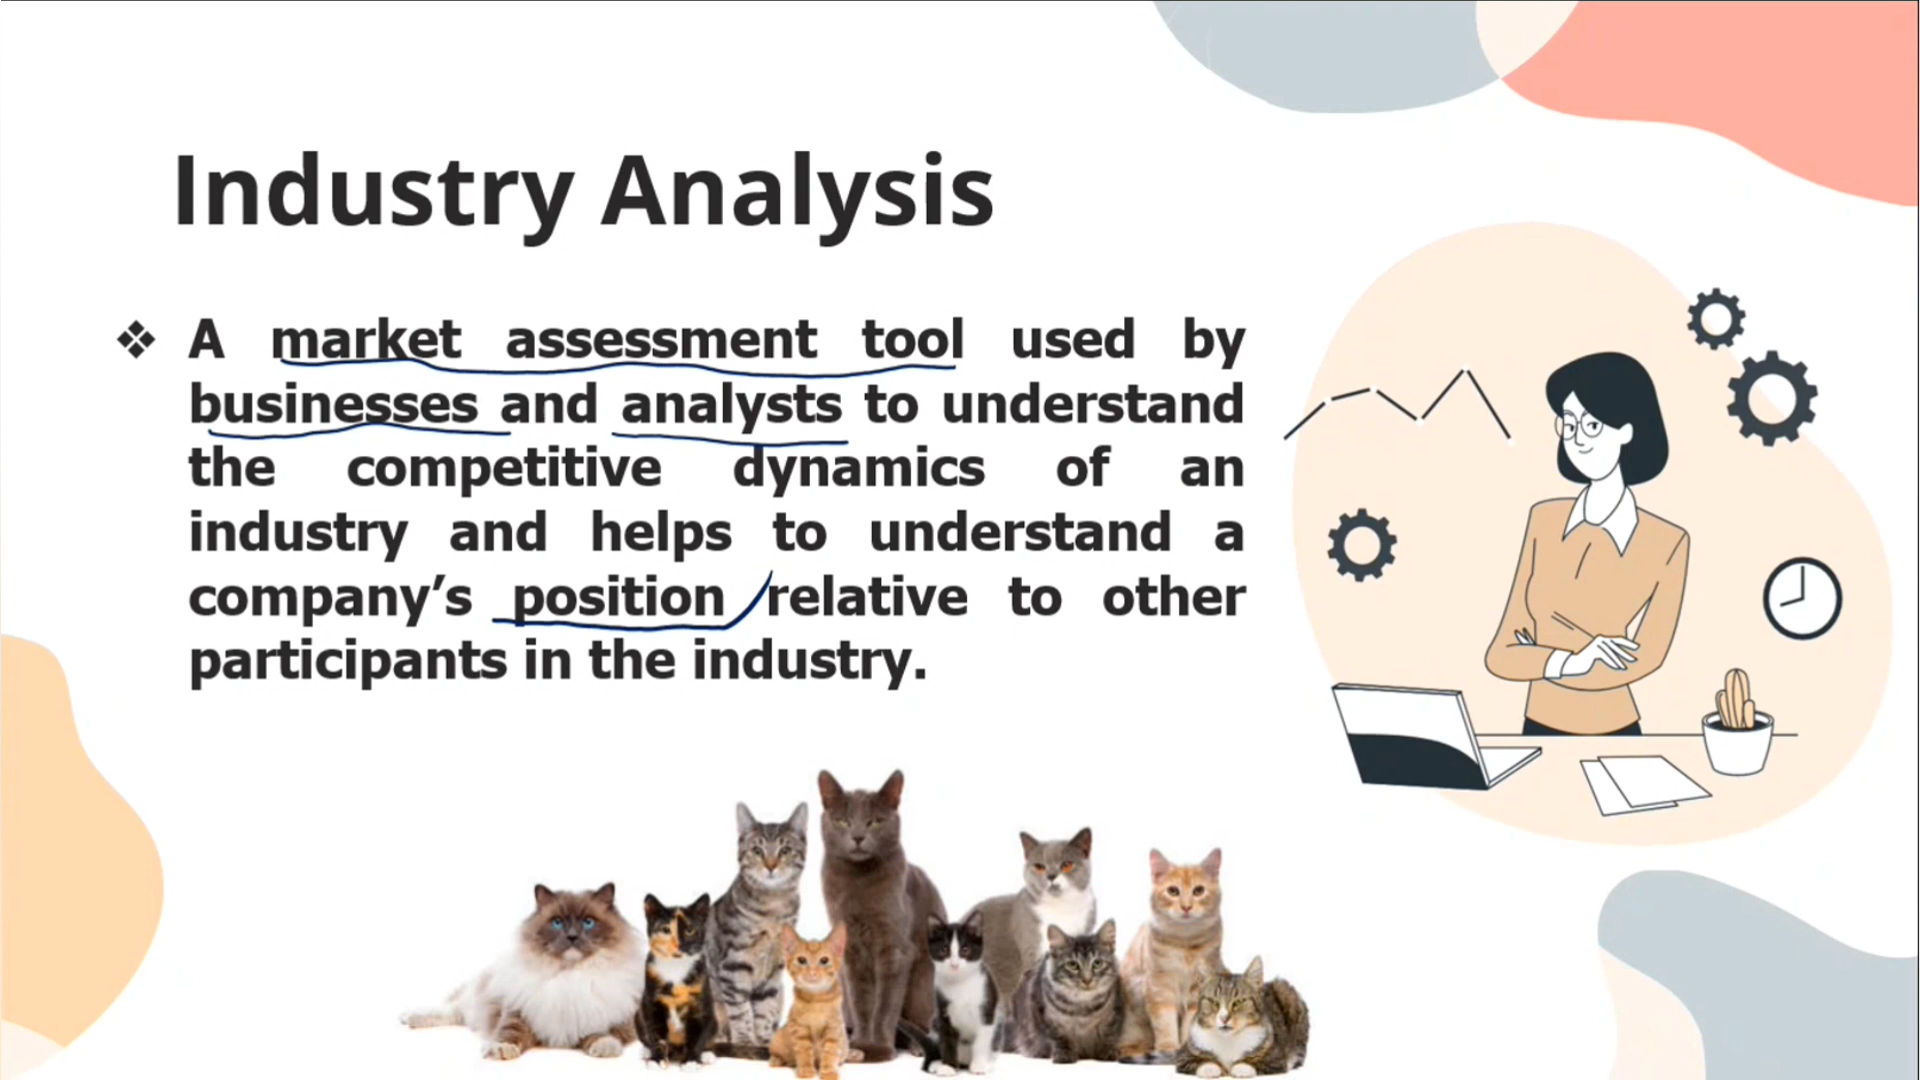 Industry Analysis
❖ A market assessment tool used by
businesses and analysts to understand
the competitive dynamics of an
industry and helps to understand a
company’s position relative to other
participants in the industry.